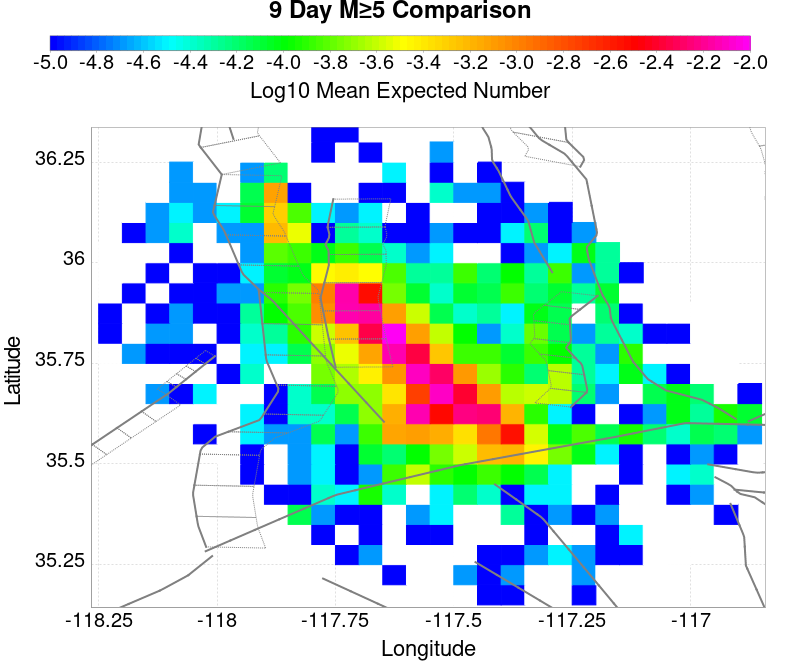 9 Day M≥5 Comparison
-5.0 -4.8 -4.6 -4.4 -4.2 -4.0 -3.8 -3.6 -3.4 -3.2 -3.0 -2.8 -2.6 -2.4 -2.2 -2.0
Log10 Mean Expected Number
36.25
36
35.75
35.5
35.25
Latitude
-118.25 -118 -117.75 -117.5 -117.25 -117
Longitude